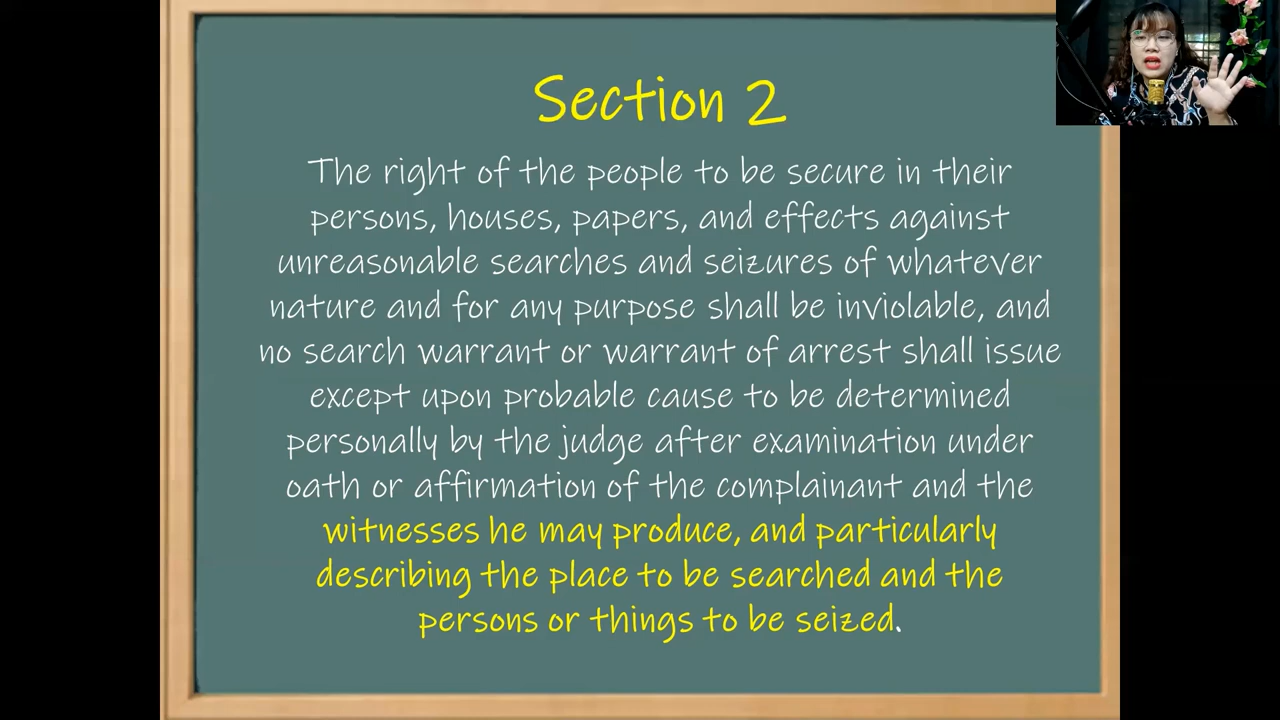 Section 2
The right of the people to be secure in their
persons, houses, papers, and effects against
unreasonable searches and seizures of whatever
nature and for any purpose shall be inviolable, and
no search warrant or warrant of arrest shall issue
except upon probable cause to be determined
personally by the judge after examination under
oath or affirmation of the complainant and the
witnesses he may produce, and particularly
describing the place to be searched and the
persons or things to be seized.